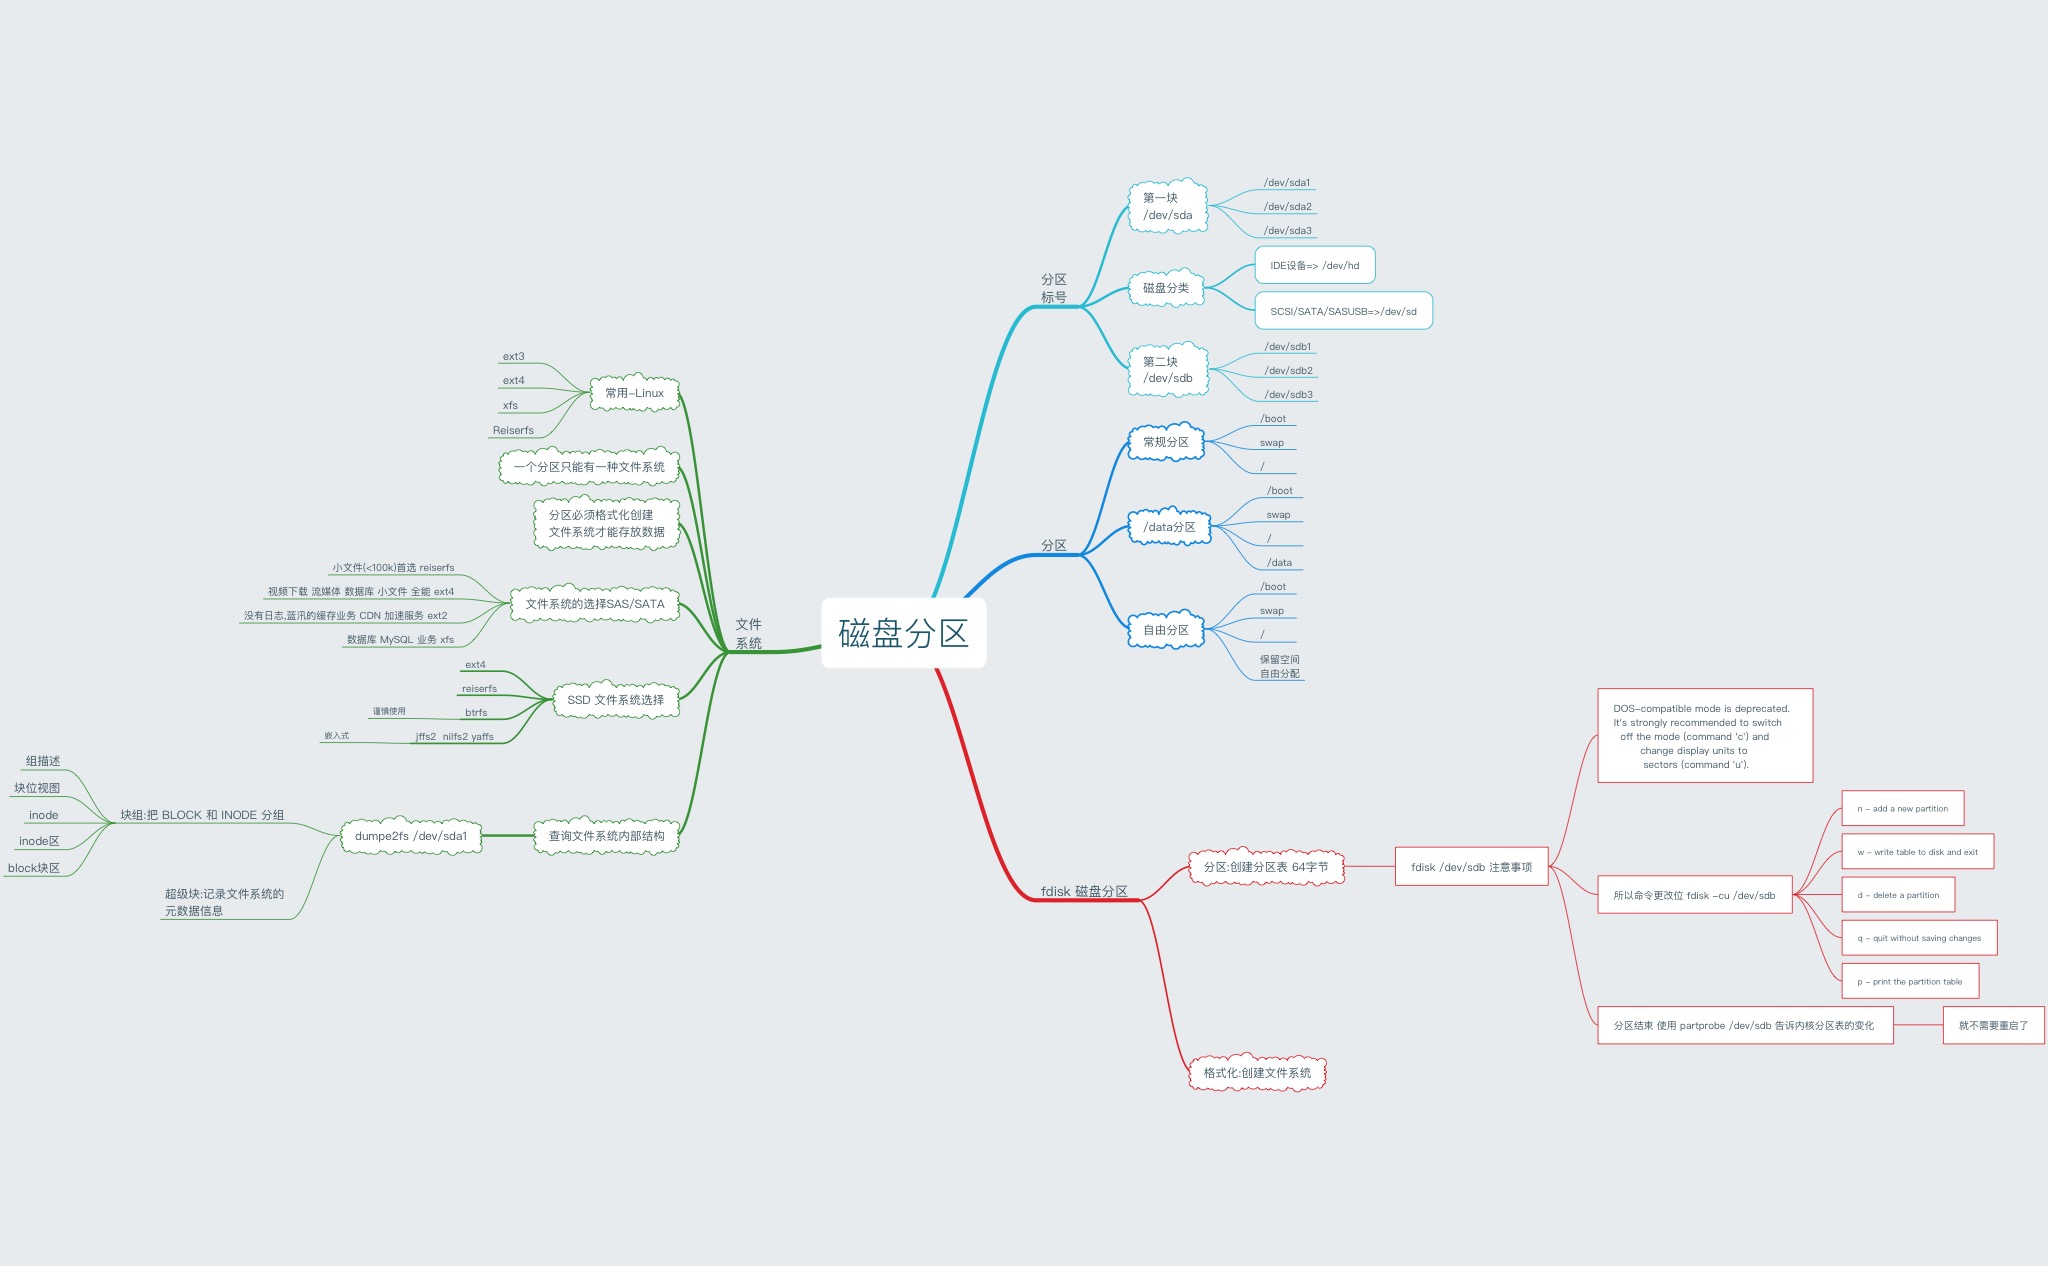 磁盘分区
分区
标号
第一块
/dev/sda
/dev/sda1
/dev/sda2
/dev/sda3
磁盘分类
IDE设备=> /dev/hd
SCSI/SATA/SASUSB=>/dev/sd
第二块
/dev/sdb
/dev/sdb1
/dev/sdb2
/dev/sdb3
分区
常规分区
/boot
swap
/
/data分区
/boot
swap
/
/data
自由分区
/boot
swap
/
保留空间
自由分配
fdisk 磁盘分区
分区:创建分区表 64字节
fdisk /dev/sdb 注意事项
DOS-compatible mode is deprecated.
It's strongly recommended to switch
off the mode (command 'c') and
change display units to
sectors (command 'u').
所以命令更改位 fdisk -cu /dev/sdb
n - add a new partition
w - write table to disk and exit
d - delete a partition
q - quit without saving changes
p - print the partition table
分区结束 使用 partprobe /dev/sdb 告诉内核分区表的变化
就不需要重启了
格式化:创建文件系统
文件
系统
常用-Linux
ext3
ext4
xfs
Reiserfs
一个分区只能有一种文件系统
分区必须格式化创建
文件系统才能存放数据
文件系统的选择SAS/SATA
小文件(<100k)首选 reiserfs
视频下载 流媒体 数据库 小文件 全能 ext4
没有日志,蓝汛的缓存业务 CDN 加速服务 ext2
数据库 MySQL 业务 xfs
SSD 文件系统选择
ext4
reiserfs
btrfs
谨慎使用
jffs2  nilfs2 yaffs
嵌入式
查询文件系统内部结构
dumpe2fs /dev/sda1
块组:把 BLOCK 和 INODE 分组
组描述
块位视图
inode
inode区
block块区
超级块:记录文件系统的
元数据信息